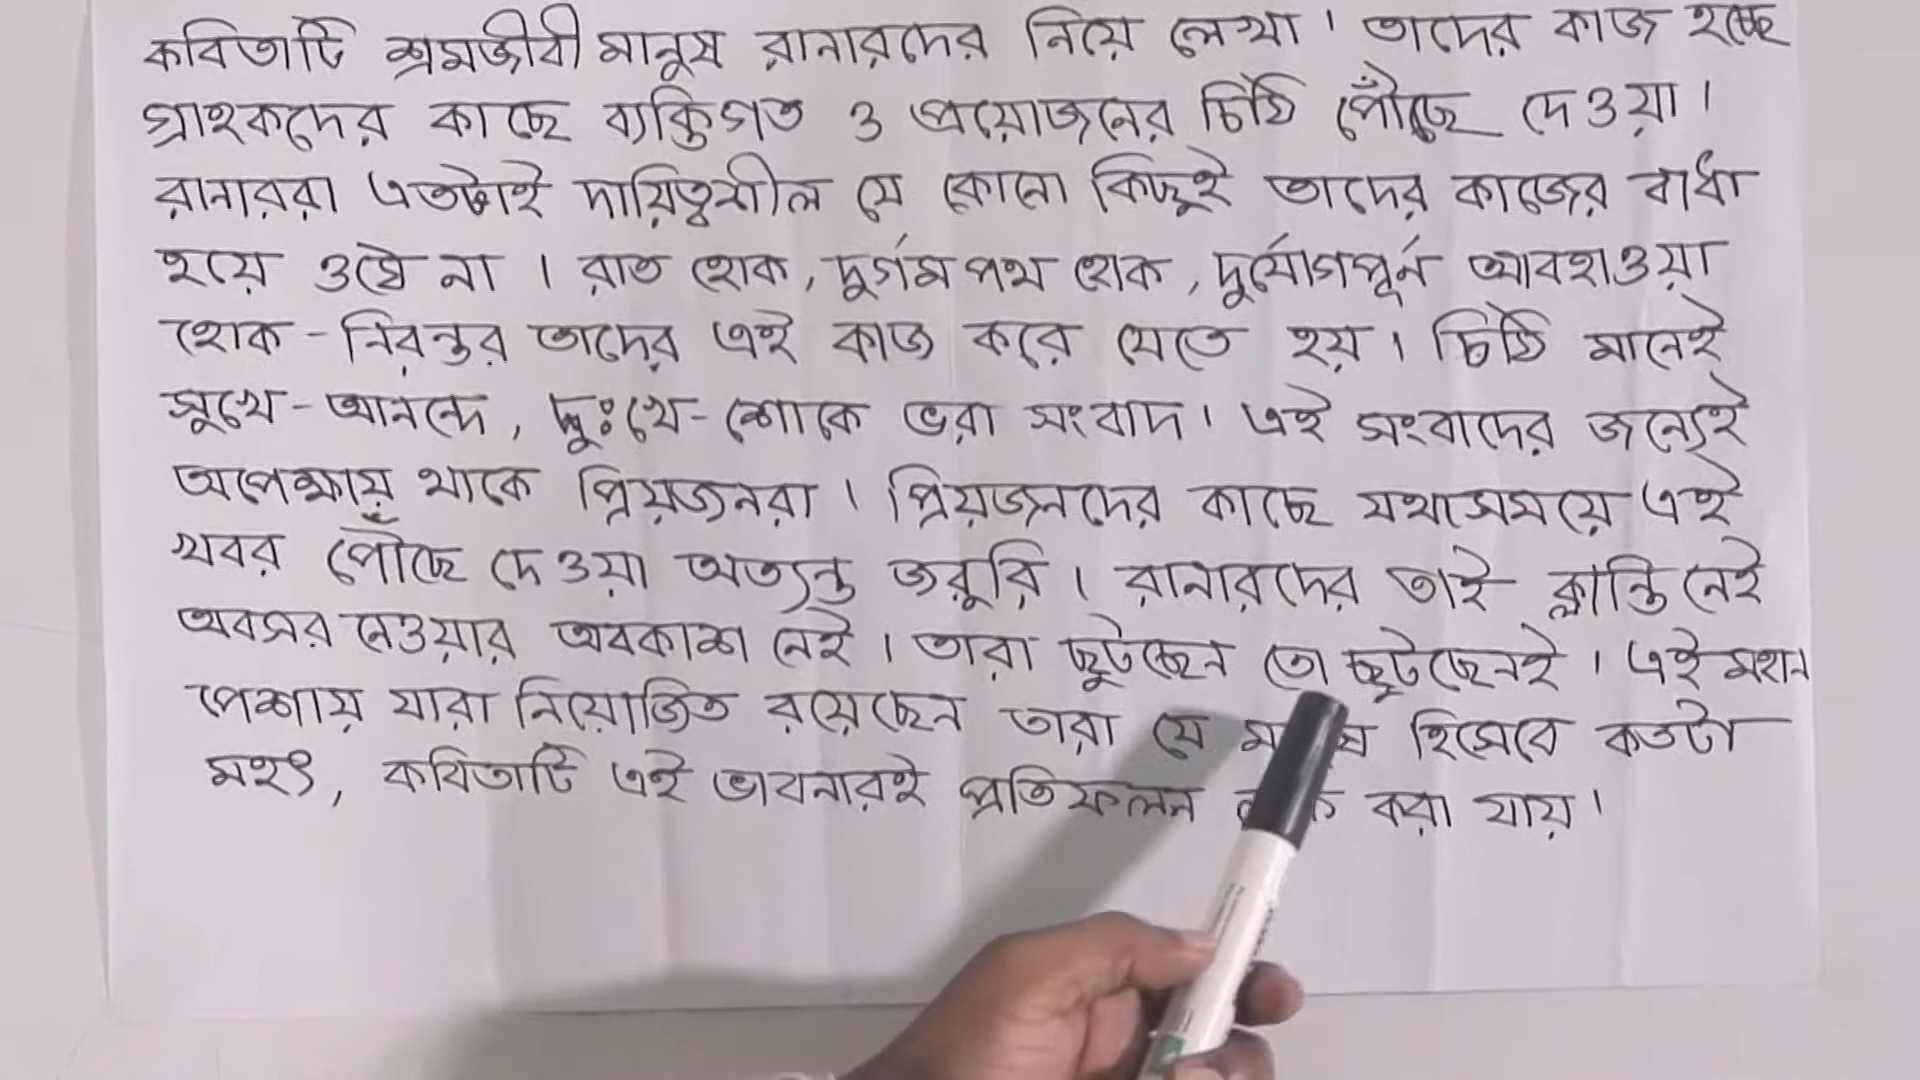 কবিতাটি শ্রমজীবী মানুষ রানারদের নিয়ে লেখা। তাদের কাজ হচ্ছে
গ্রাহকদের কাছে ব্যক্তিগত ও প্রয়োজনের চিঠি পৌঁছে দেওয়া।
রানাররা এতটাই দায়িত্বশীল যে কোনো কিছুই তাদের কাজের বাধা
হয়ে ওঠে না। রাত হোক, দুর্গম পথ হোক, দুর্যোগপূর্ন আবহাওয়া
হোক - নিরন্তর তাদের এই কাজ করে যেতে হয়। চিঠি মানেই
সুখে - আনন্দে, দুঃখে - শোকে ভরা সংবাদ। এই সংবাদের জন্যেই
অপেক্ষায় থাকে প্রিয়জনরা। প্রিয়জনদের কাছে যথাসময়ে এই
খবর পৌঁছে দেওয়া অত্যন্ত জরুরি। রানারদের তাই ক্লান্তি নেই
অবসর নেওয়ার অবকাশ নেই। তারা ছুটছেন তো ছুটছেনই। এই মহান
পেশায় যারা নিয়োজিত রয়েছেন তারা যে হিসেবে কতটা
মহৎ, কবিতাটি এই ভাবনারই প্রতিফলন করা যায়।